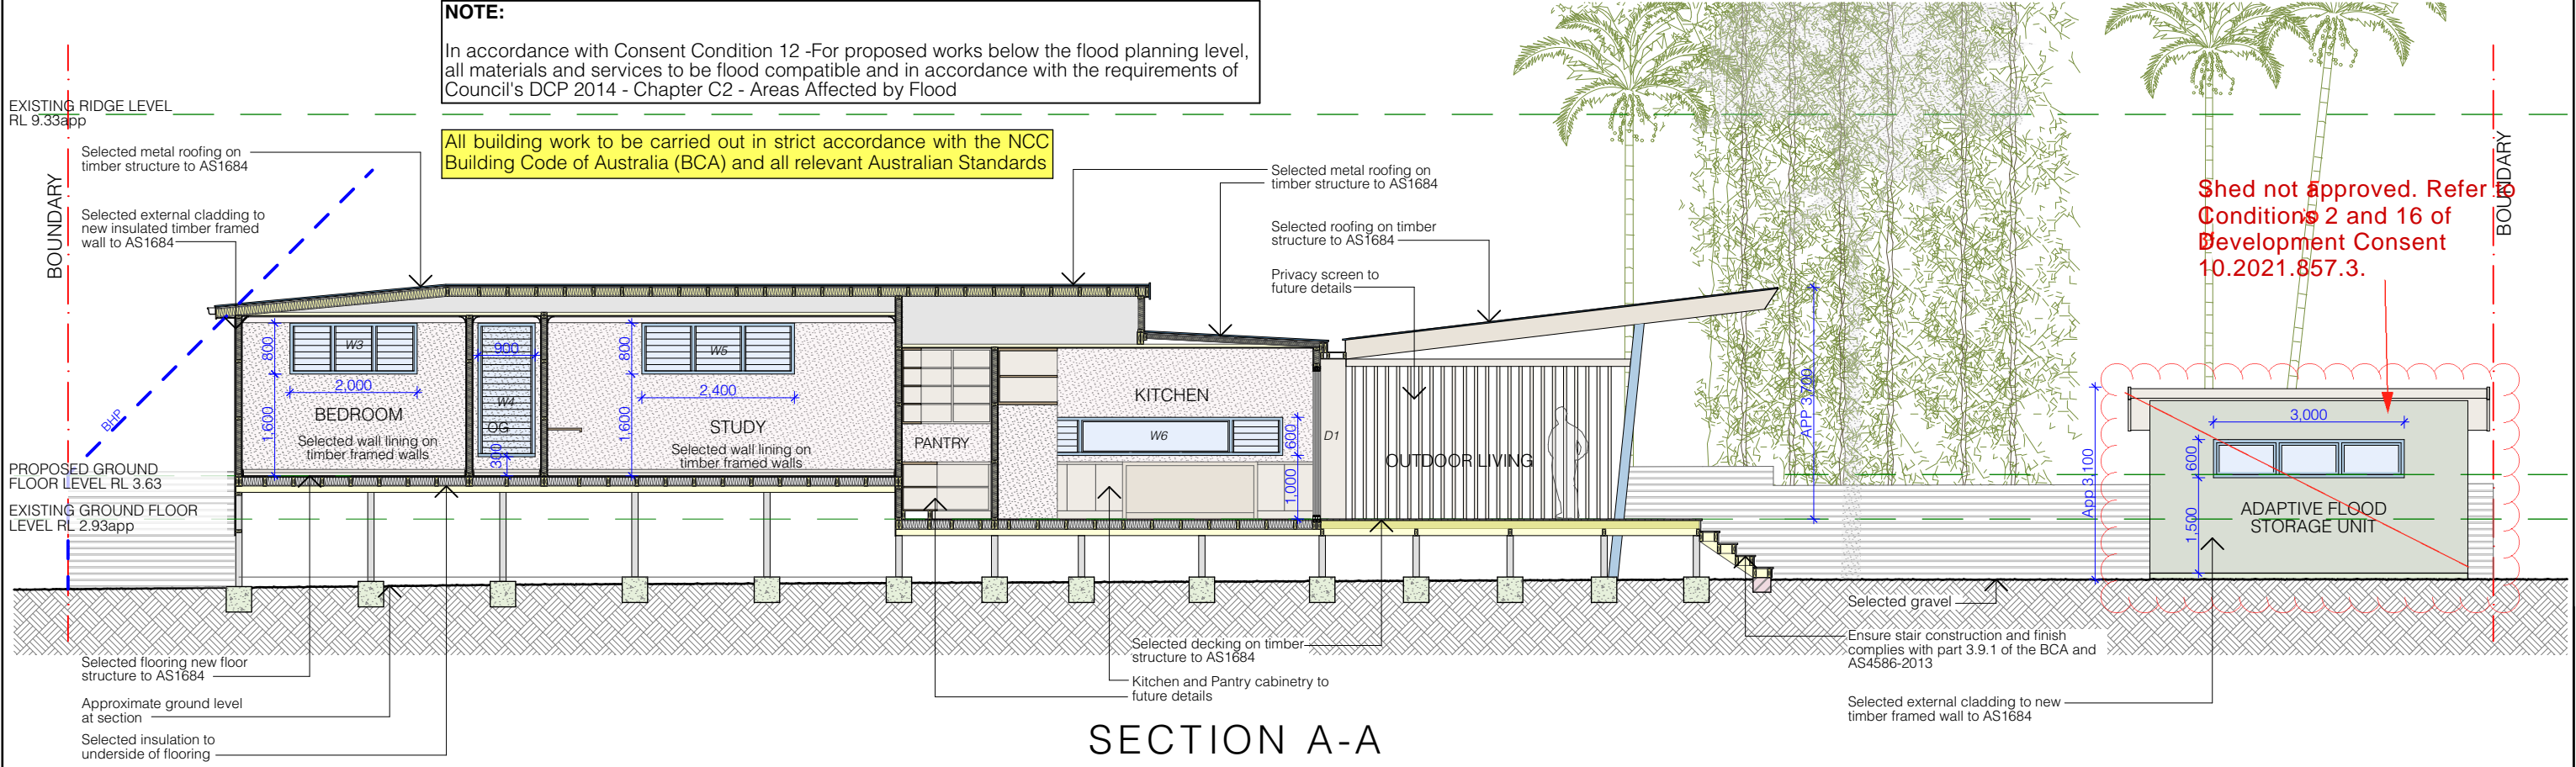 NOTE:
In accordance with Consent Condition 12 -For proposed works below the flood planning level,
all materials and services to be flood compatible and in accordance with the requirements of
Council's DCP 2014 - Chapter C2 - Areas Affected by Flood
All building work to be carried out in strict accordance with the NCC
Building Code of Australia (BCA) and all relevant Australian Standards
EXISTING RIDGE LEVEL
RL 9.33app
BOUNDARY
Selected metal roofing on
timber structure to AS1684
Selected external cladding to
new insulated timber framed
wall to AS1684
BHP
PROPOSED GROUND
FLOOR LEVEL RL 3.63
EXISTING GROUND FLOOR
LEVEL RL 2.93app
Selected metal roofing on
timber structure to AS1684
Selected roofing on timber
structure to AS1684
Privacy screen to
future details
BOUNDARY
Shed not approved. Refer to
Conditions 2 and 16 of
Development Consent
10.2021.857.3.
800
W3
2,000
1,600
BEDROOM
Selected wall lining on
timber framed walls
900
W4
OG
300
800
W5
2,400
1,600
STUDY
Selected wall lining on
timber framed walls
PANTRY
KITCHEN
W6
600
1,000
D1
OUTDOOR LIVING
APP 3,700
App 3,100
3,000
600
1,500
ADAPTIVE FLOOD
STORAGE UNIT
Selected flooring new floor
structure to AS1684
Approximate ground level
at section
Selected insulation to
underside of flooring
Selected decking on timber
structure to AS1684
Kitchen and Pantry cabinetry to
future details
Selected gravel
Ensure stair construction and finish
complies with part 3.9.1 of the BCA and
AS4586-2013
Selected external cladding to new
timber framed wall to AS1684
SECTION A-A